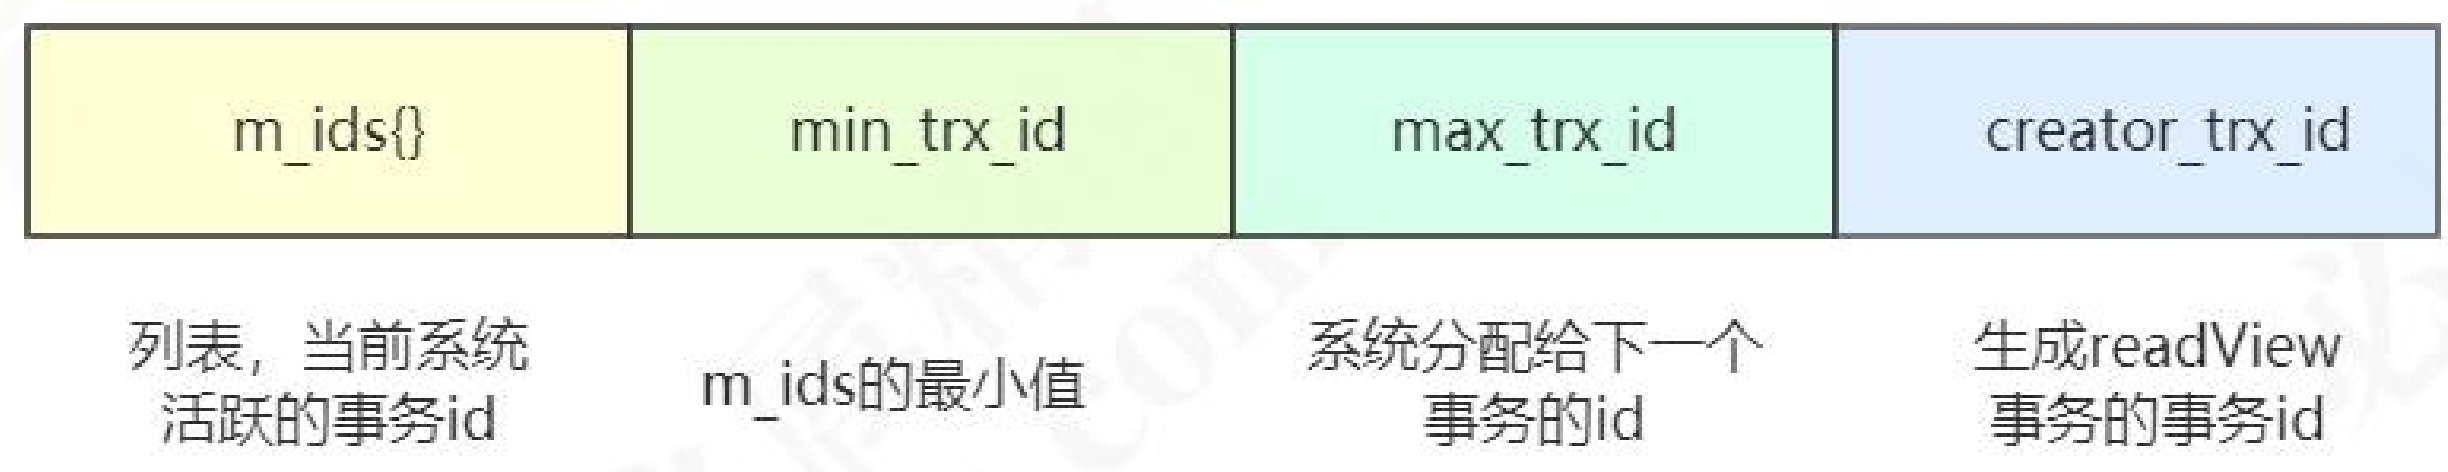 m_ids{}
min_trx_id
max_trx_id
creator_trx_id
列表，当前系统
活跃的事务id
m_ids的最小值
系统分配给下一个
事务的id
生成readView
事务的事务id